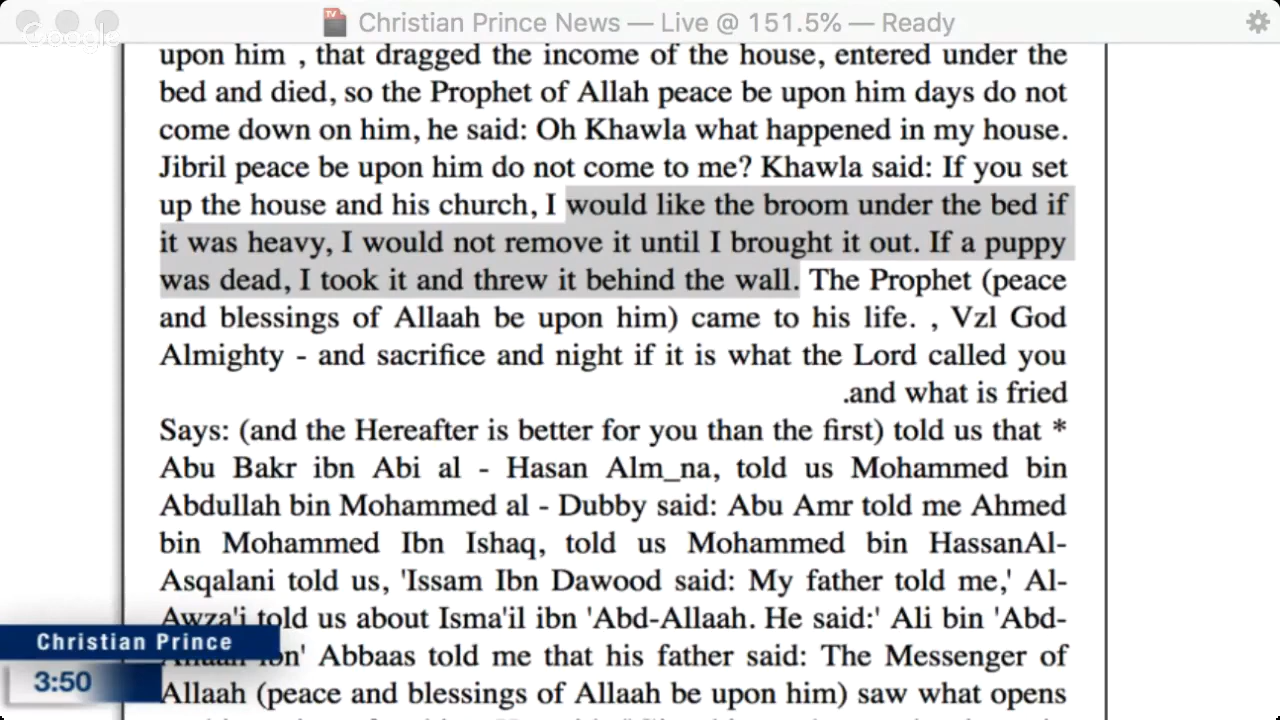 Christian Prince News — Live @ 151.5% — Ready
Google
upon him , that dragged the income of the house, entered under the
bed and died, so the Prophet of Allah peace be upon him days do not
come down on him, he said: Oh Khawla what happened in my house.
Jibril peace be upon him do not come to me? Khawla said: If you set
up the house and his church, I would like the broom under the bed if
it was heavy, I would not remove it until I brought it out. If a puppy
was dead, I took it and threw it behind the wall. The Prophet (peace
and blessings of Allaah be upon him) came to his life. , Vzl God
Almighty - and sacrifice and night if it is what the Lord called you
.and what is fried
Says: (and the Hereafter is better for you than the first) told us that *
Abu Bakr ibn Abi al - Hasan Alm_na, told us Mohammed bin
Abdullah bin Mohammed al - Dubby said: Abu Amr told me Ahmed
bin Mohammed Ibn Ishaq, told us Mohammed bin HassanAl-
Asqalani told us, 'Issam Ibn Dawood said: My father told me,' Al-
Awza'i told us about Isma'il ibn 'Abd-Allaah. He said:' Ali bin 'Abd-
Allaah ibn' Abbaas told me that his father said: The Messenger of
Allaah (peace and blessings of Allaah be upon him) saw what opens
Christian Prince
3:50